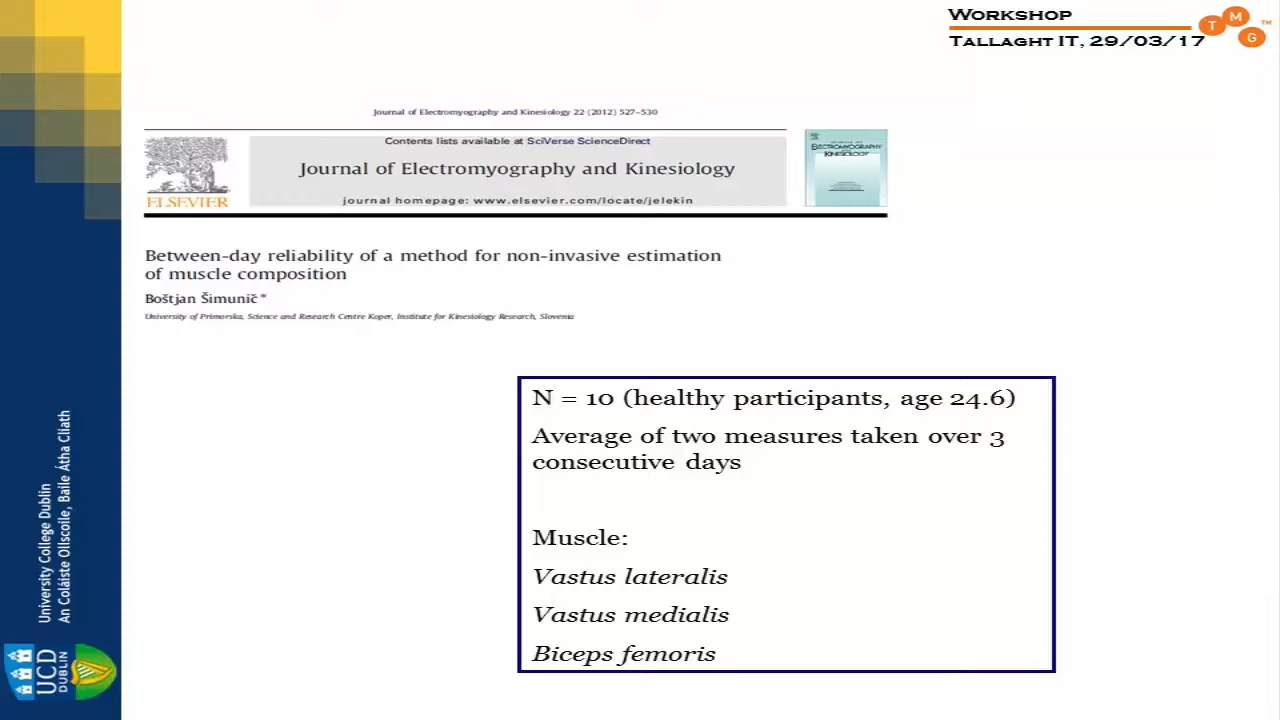 WORKSHOP
TALLAGHT IT, 29/03/17
T M G ™
Journal of Electromyography and Kinesiology 22 (2012) 527–530
Contents lists available at SciVerse ScienceDirect
Journal of Electromyography and Kinesiology
journal homepage: www.elsevier.com/locate/jelekin
ELSEVIER
ELECTROMYOGRAPHY
KINESIOLOGY
Between-day reliability of a method for non-invasive estimation
of muscle composition
Boštjan Šimunič *
University of Primorska, Science and Research Centre Koper, Institute for Kinesiology Research, Slovenia
N = 10 (healthy participants, age 24.6)
Average of two measures taken over 3
consecutive days
Muscle:
Vastus lateralis
Vastus medialis
Biceps femoris
University College Dublin
An Coláiste Ollscoile, Baile Átha Cliath
UCD
DUBLIN